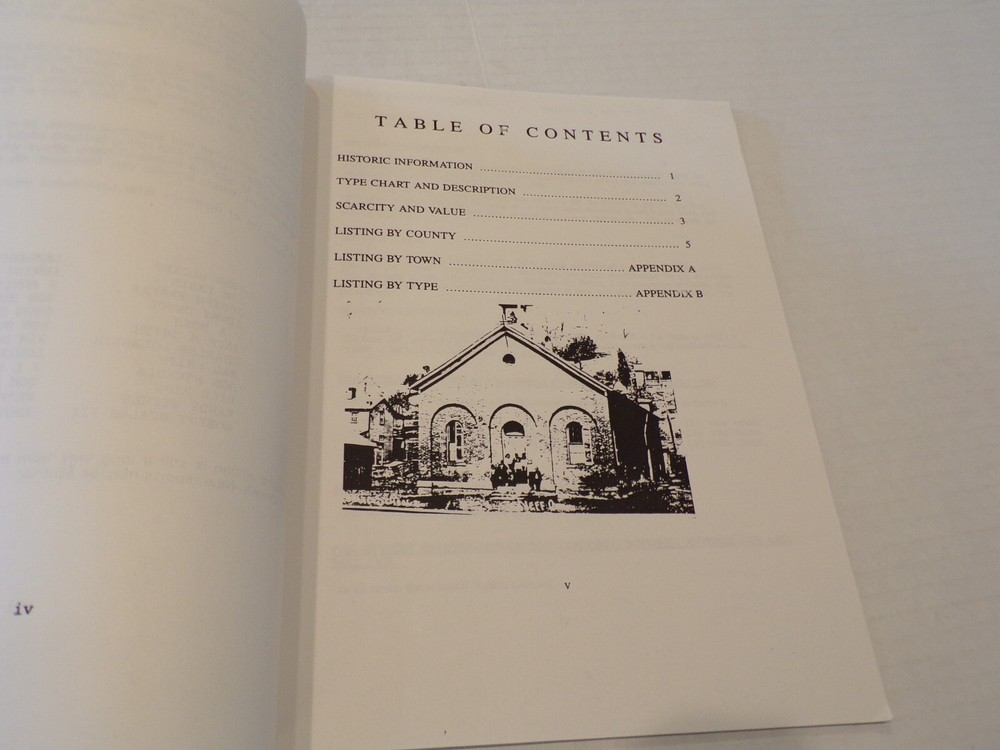 iv
TABLE OF CONTENTS
HISTORIC INFORMATION ........................................ 1
TYPE CHART AND DESCRIPTION ................................ 2
SCARCITY AND VALUE ............................................. 3
LISTING BY COUNTY ................................................ 5
LISTING BY TOWN ....................................... APPENDIX A
LISTING BY TYPE ......................................... APPENDIX B
v